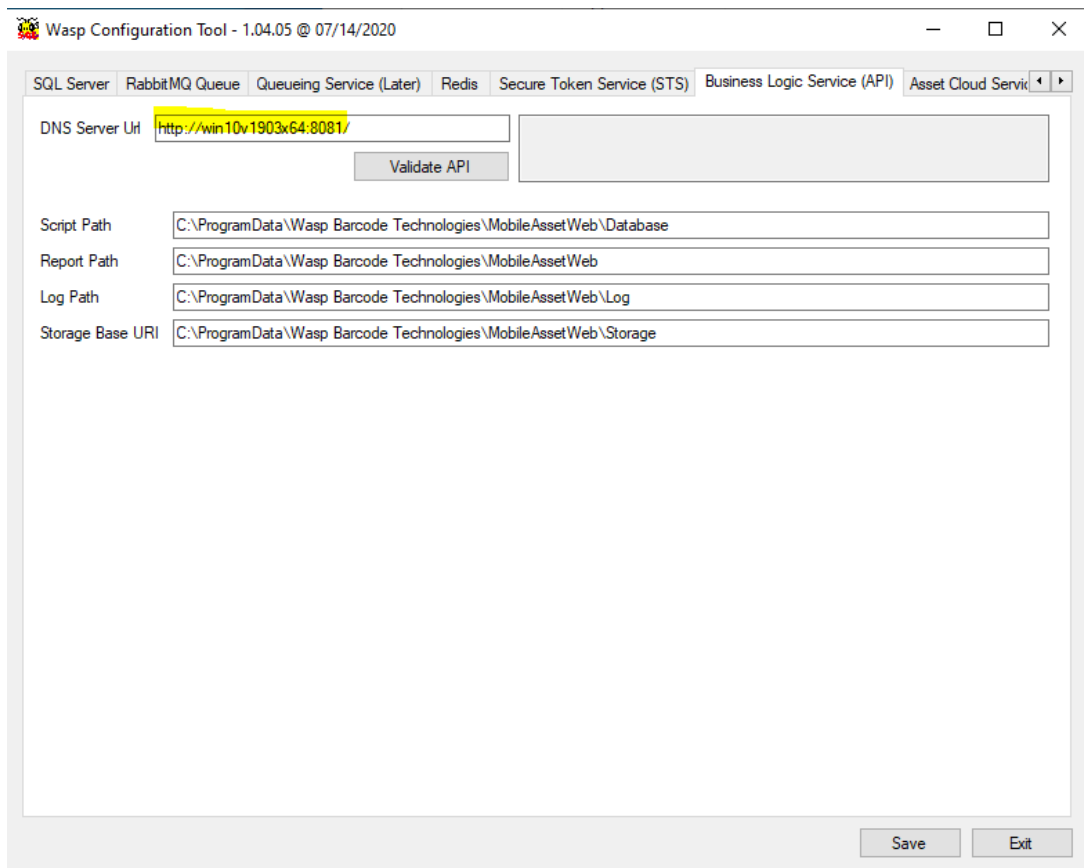 Wasp Configuration Tool - 1.04.05 @ 07/14/2020
SQL Server RabbitMQ Queue Queueing Service (Later) Redis Secure Token Service (STS) Business Logic Service (API) Asset Cloud Servic
DNS Server Url http://win10v1903x64:8081/
Validate API
Script Path C:\ProgramData\Wasp Barcode Technologies\MobileAssetWeb\Database
Report Path C:\ProgramData\Wasp Barcode Technologies\MobileAssetWeb
Log Path C:\ProgramData\Wasp Barcode Technologies\MobileAssetWeb\Log
Storage Base URI C:\ProgramData\Wasp Barcode Technologies\MobileAssetWeb\Storage
Save Exit